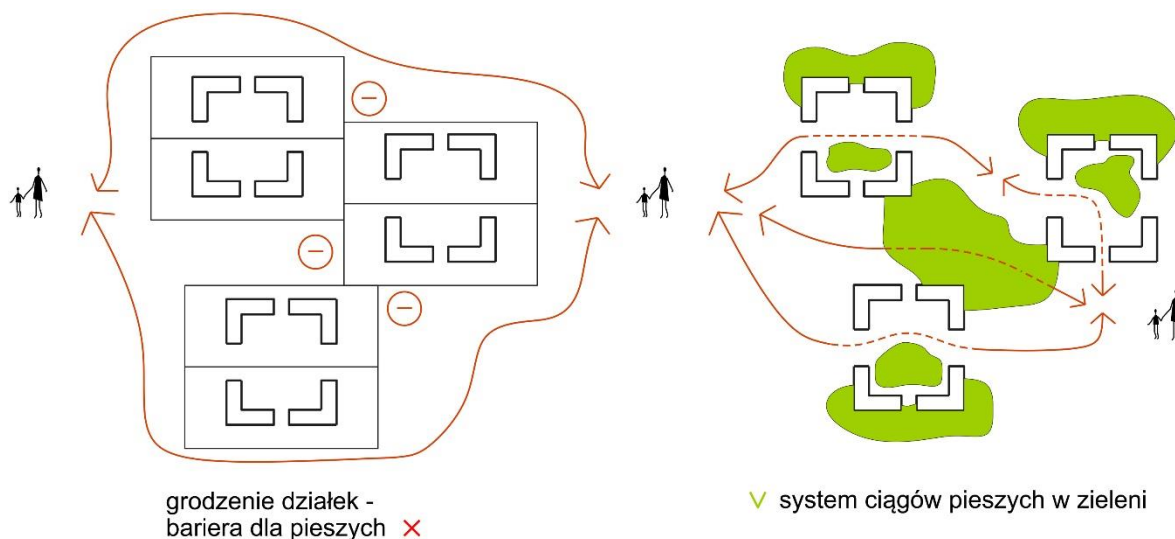 grodzenie działek -
bariera dla pieszych
system ciągów pieszych w zieleni